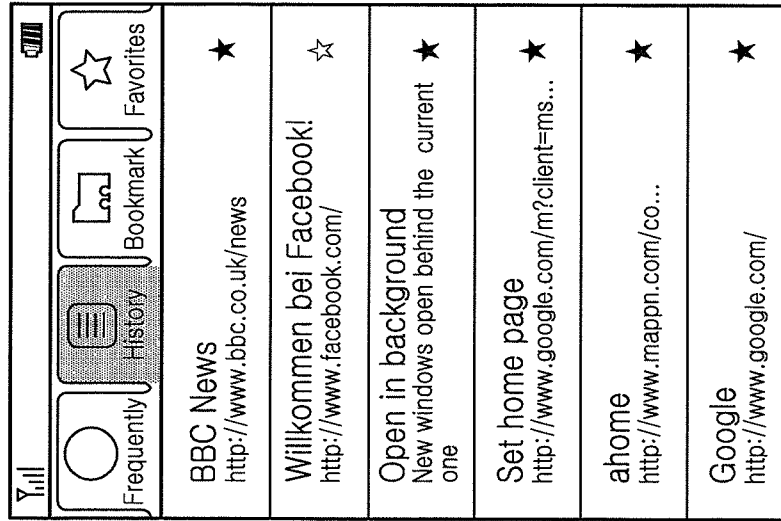 Frequently
History
Bookmark
Favorites
BBC News
http://www.bbc.co.uk/news
Willkommen bei Facebook!
http://www.facebook.com/
Open in background
New windows open behind the current
one
Set home page
http://www.google.com/m?client=ms...
ahome
http://www.mappn.com/co...
Google
http://www.google.com/